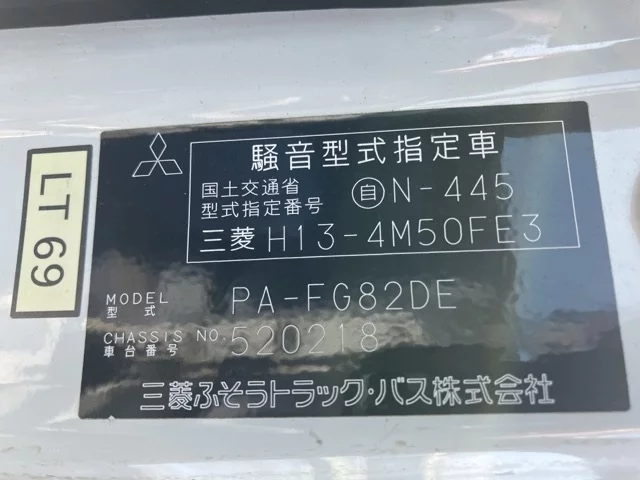 騒音型式指定車
国土交通省
型式指定番号 自N-445
三菱 H13-4M50FE3
MODEL
型式 PA-FG82DE
CHASSIS NO.
車台番号 520218
三菱ふそうトラック・バス株式会社
LT 69